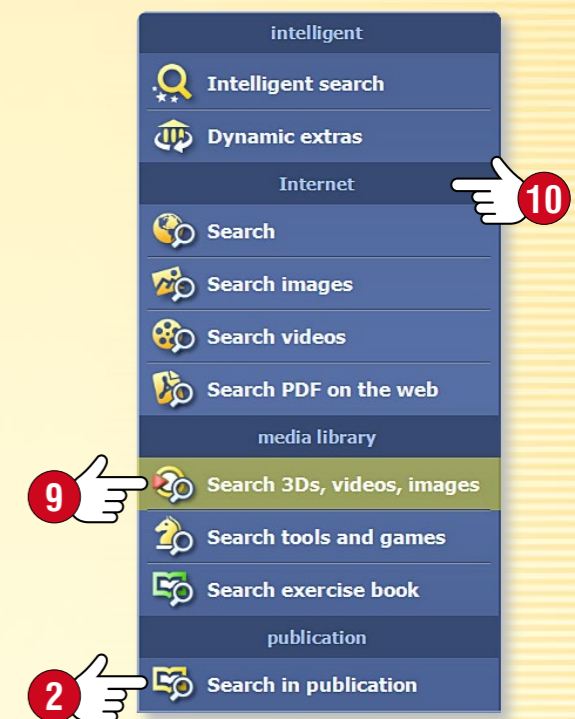 intelligent
Intelligent search
Dynamic extras
Internet
10
Search
Search images
Search videos
Search PDF on the web
media library
9
Search 3Ds, videos, images
Search tools and games
Search exercise book
publication
2
Search in publication